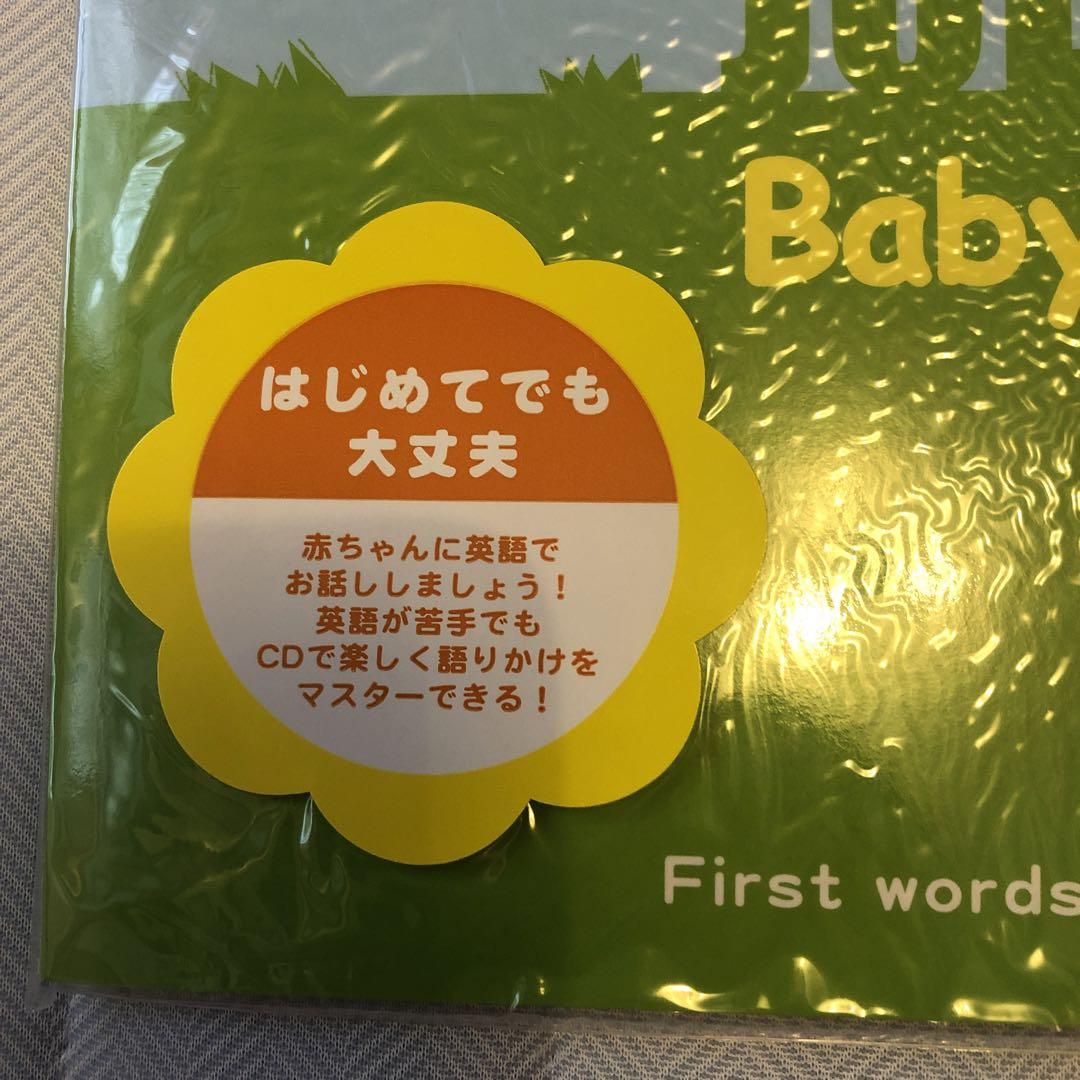 Baby
はじめてでも
大丈夫
赤ちゃんに英語で
お話ししましょう！
英語が苦手でも
CDで楽しく語りかけを
マスターできる！
First words